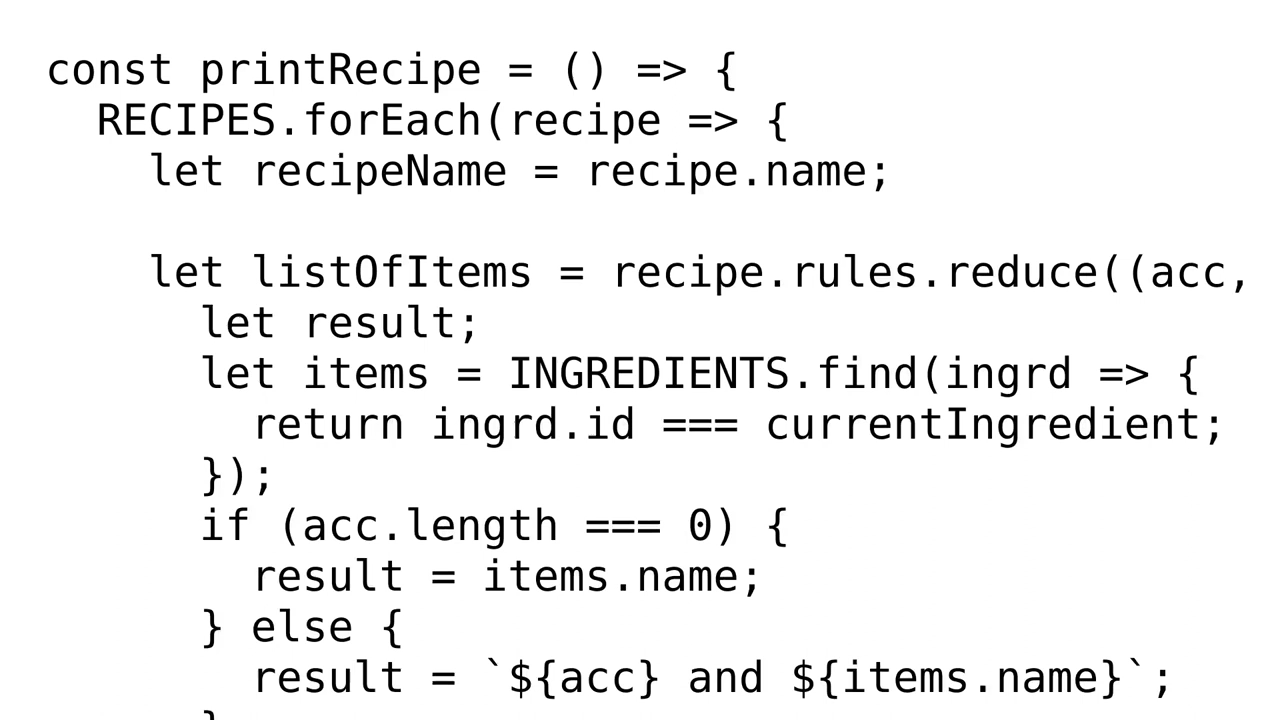 const printRecipe = () => {
  RECIPES.forEach(recipe => {
    let recipeName = recipe.name;

    let listOfItems = recipe.rules.reduce((acc,
      let result;
      let items = INGREDIENTS.find(ingrd => {
        return ingrd.id === currentIngredient;
      });
      if (acc.length === 0) {
        result = items.name;
      } else {
        result = `${acc} and ${items.name}`;
      }